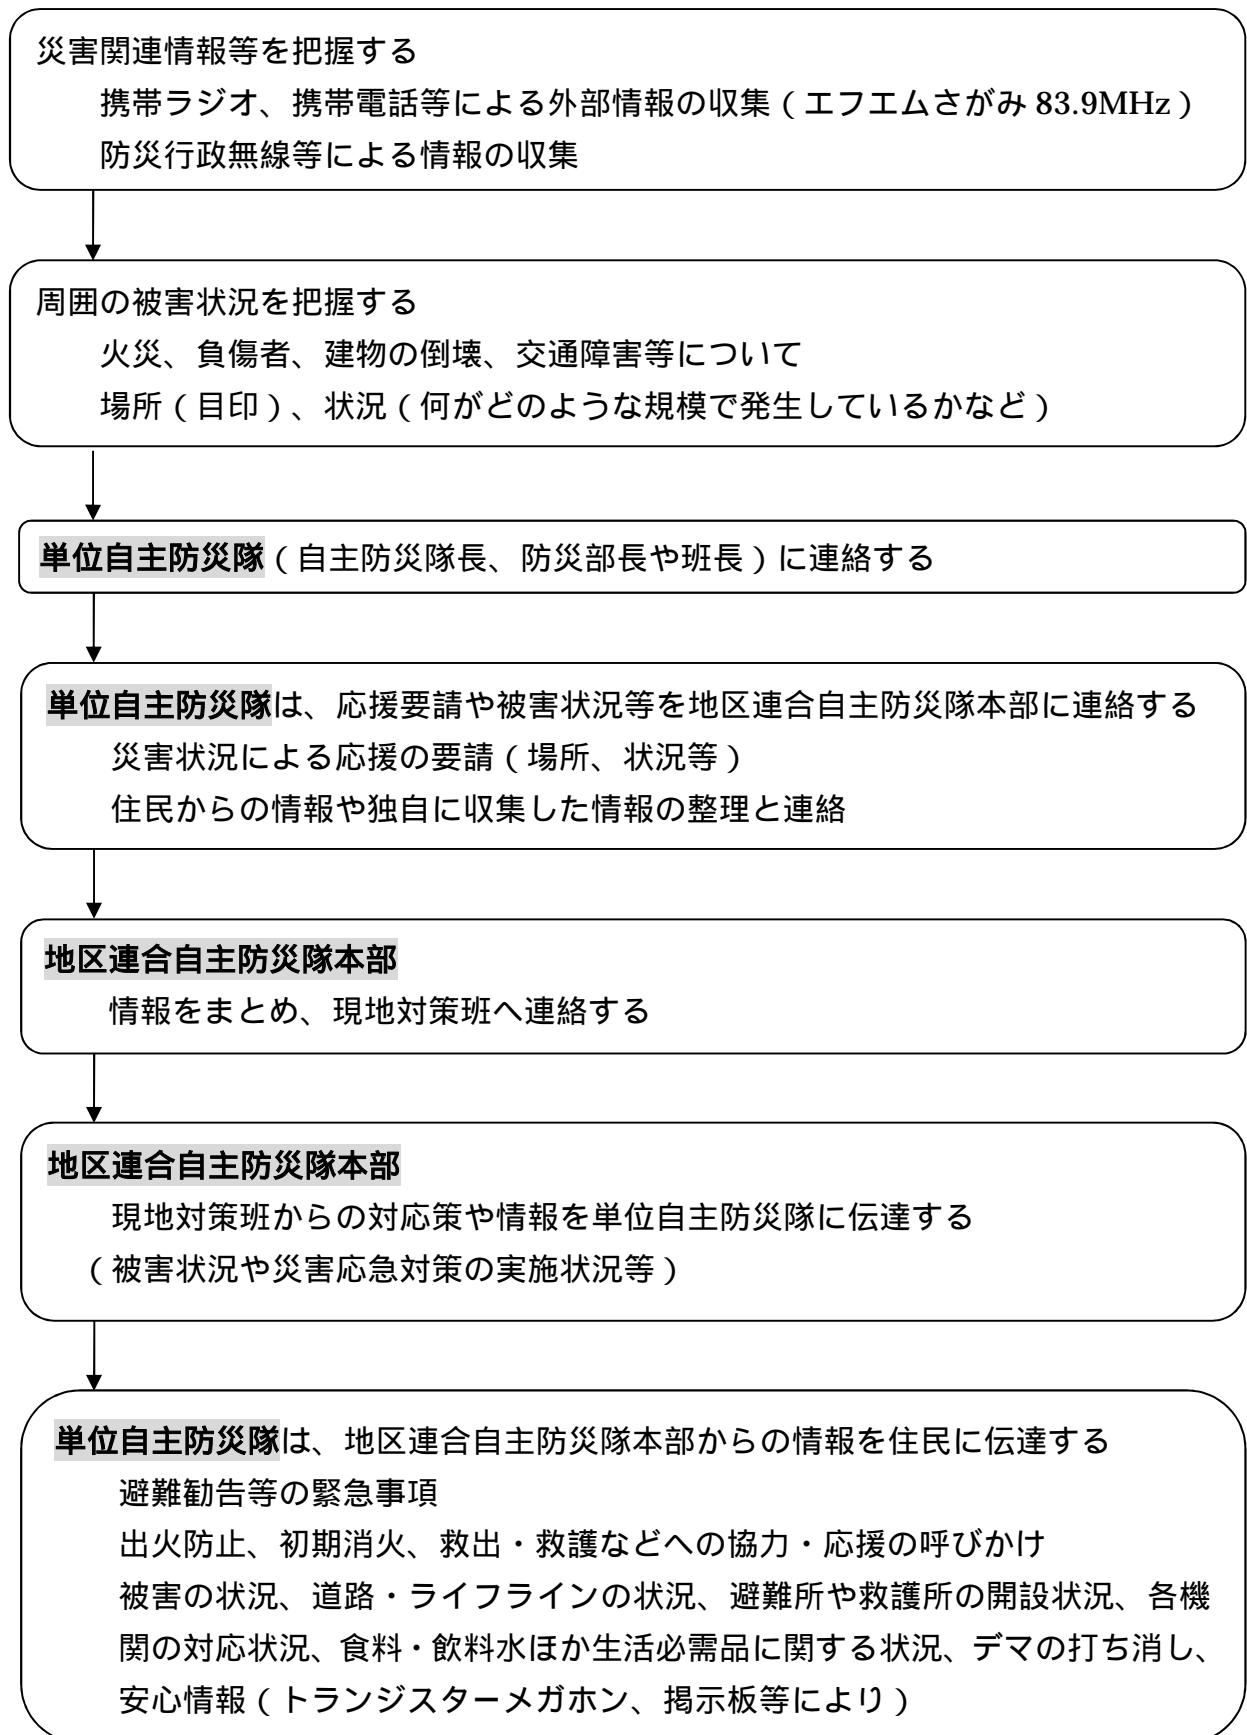 災害関連情報等を把握する
携帯ラジオ、携帯電話等による外部情報の収集（エフエムさがみ 83.9MHz）
防災行政無線等による情報の収集
周囲の被害状況を把握する
火災、負傷者、建物の倒壊、交通障害等について
場所（目印）、状況（何がどのような規模で発生しているかなど）
単位自主防災隊（自主防災隊長、防災部長や班長）に連絡する
単位自主防災隊は、応援要請や被害状況等を地区連合自主防災隊本部に連絡する
災害状況による応援の要請（場所、状況等）
住民からの情報や独自に収集した情報の整理と連絡
地区連合自主防災隊本部
情報をまとめ、現地対策班へ連絡する
地区連合自主防災隊本部
現地対策班からの対応策や情報を単位自主防災隊に伝達する
（被害状況や災害応急対策の実施状況等）
単位自主防災隊は、地区連合自主防災隊本部からの情報を住民に伝達する
避難勧告等の緊急事項
出火防止、初期消火、救出・救護などへの協力・応援の呼びかけ
被害の状況、道路・ライフラインの状況、避難所や救護所の開設状況、各機
関の対応状況、食料・飲料水ほか生活必需品に関する状況、デマの打ち消し、
安心情報（トランジスターメガホン、掲示板等により）